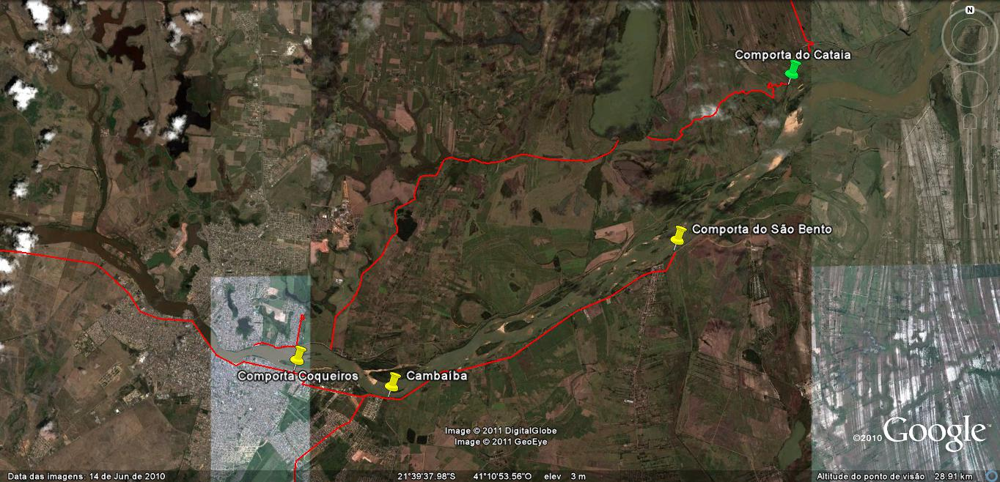 N
Comporta do Cataia
Comporta do São Bento
Comporta Coqueiros
Cambaíba
Image © 2011 DigitalGlobe
Image © 2011 GeoEye
©2010 Google™
Data das imagens: 14 de Jun de 2010
21°39'37.98"S 41°10'53.56"O elev 3 m
Altitude do ponto de visão 28.91 km